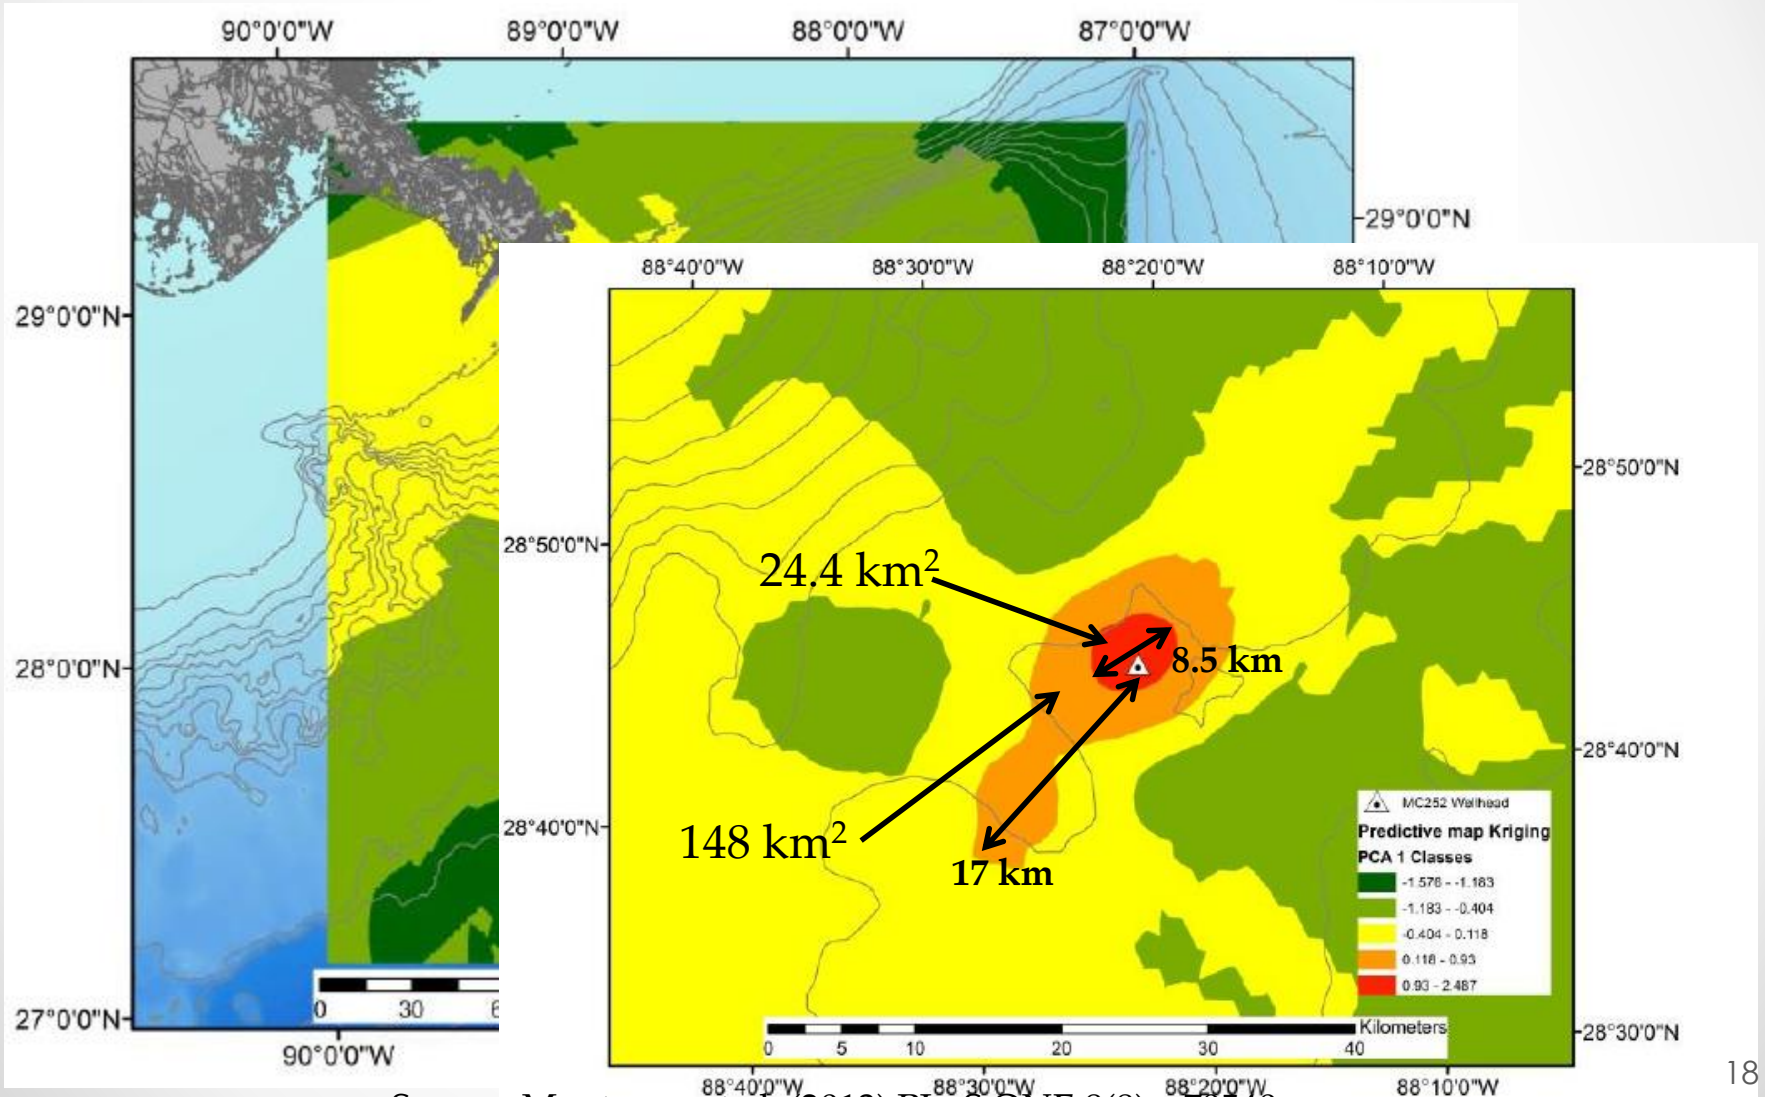 90°0'0"W 89°0'0"W 88°0'0"W 87°0'0"W
29°0'0"N
29°0'0"N
28°0'0"N
27°0'0"N
90°0'0"W
0 30
88°40'0"W 88°30'0"W 88°20'0"W 88°10'0"W
28°50'0"N
28°50'0"N
24.4 km²
8.5 km
28°40'0"N
28°40'0"N
148 km²
17 km
MC252 Wellhead
Predictive map Kriging
PCA 1 Classes
-1.576 - -1.183
-1.183 - -0.404
-0.404 - 0.118
0.118 - 0.93
0.93 - 2.487
Kilometers
0 5 10 20 30 40
28°30'0"N
88°40'0"W 88°30'0"W 88°20'0"W 88°10'0"W
18